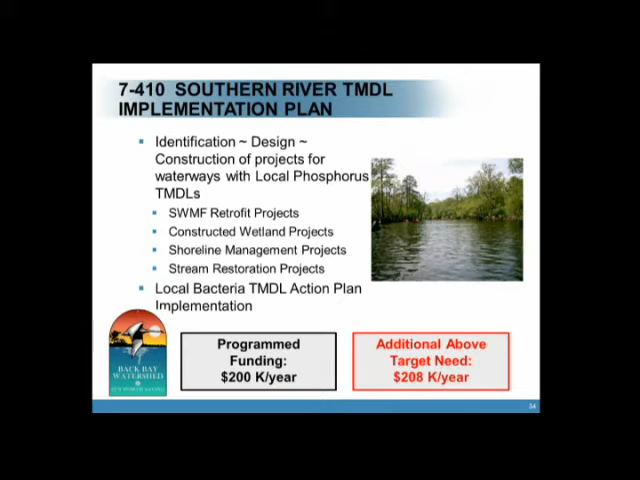 7-410 SOUTHERN RIVER TMDL
IMPLEMENTATION PLAN
Identification ~ Design ~
Construction of projects for
waterways with Local Phosphorus
TMDLs
SWMF Retrofit Projects
Constructed Wetland Projects
Shoreline Management Projects
Stream Restoration Projects
Local Bacteria TMDL Action Plan
Implementation
BACK BAY
WATERSHED
Programmed
Funding:
$200 K/year
Additional Above
Target Need:
$208 K/year
54